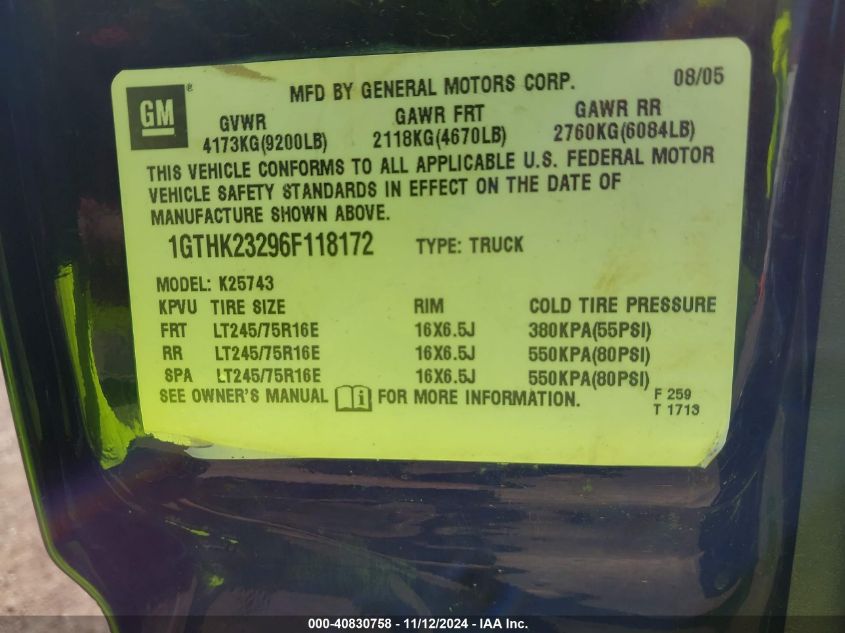 MFD BY GENERAL MOTORS CORP. 08/05
GM®
GVWR GAWR FRT GAWR RR
4173KG(9200LB) 2118KG(4670LB) 2760KG(6084LB)
THIS VEHICLE CONFORMS TO ALL APPLICABLE U.S. FEDERAL MOTOR
VEHICLE SAFETY STANDARDS IN EFFECT ON THE DATE OF
MANUFACTURE SHOWN ABOVE.
1GTHK23296F118172 TYPE: TRUCK
MODEL: K25743
KPVU TIRE SIZE RIM COLD TIRE PRESSURE
FRT LT245/75R16E 16X6.5J 380KPA(55PSI)
RR LT245/75R16E 16X6.5J 550KPA(80PSI)
SPA LT245/75R16E 16X6.5J 550KPA(80PSI)
SEE OWNER'S MANUAL i FOR MORE INFORMATION.
F 259
T 1713
000-40830758 - 11/12/2024 - IAA Inc.